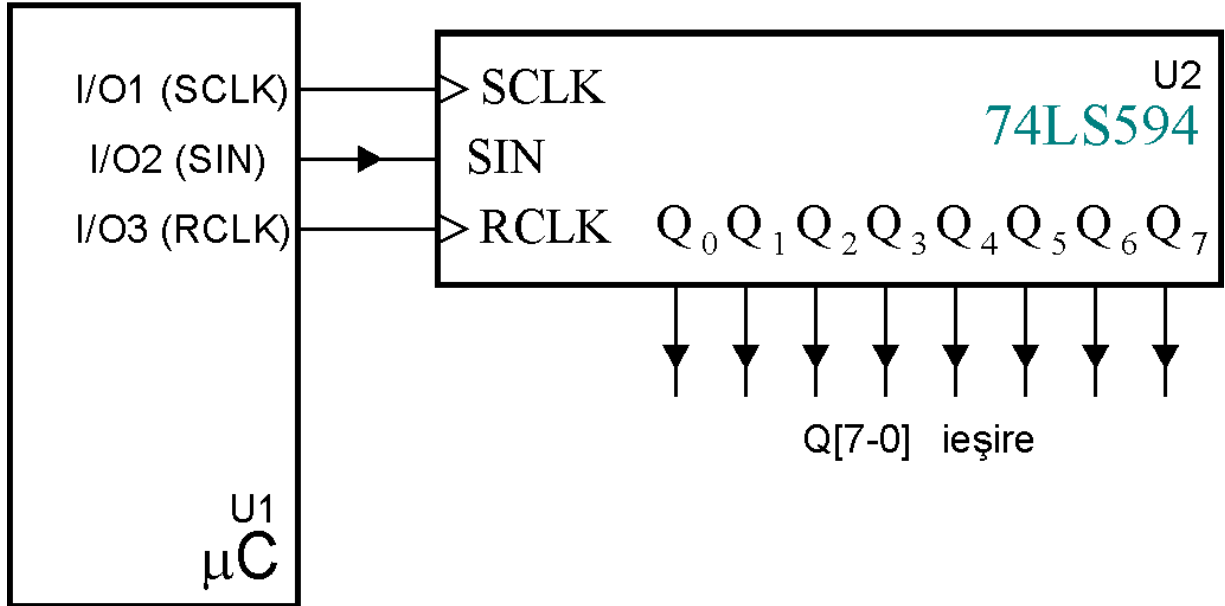 I/O1 (SCLK)
I/O2 (SIN)
I/O3 (RCLK)
U1
μC
SCLK
SIN
RCLK
U2
74LS594
Q0 Q1 Q2 Q3 Q4 Q5 Q6 Q7
Q[7-0] ieşire